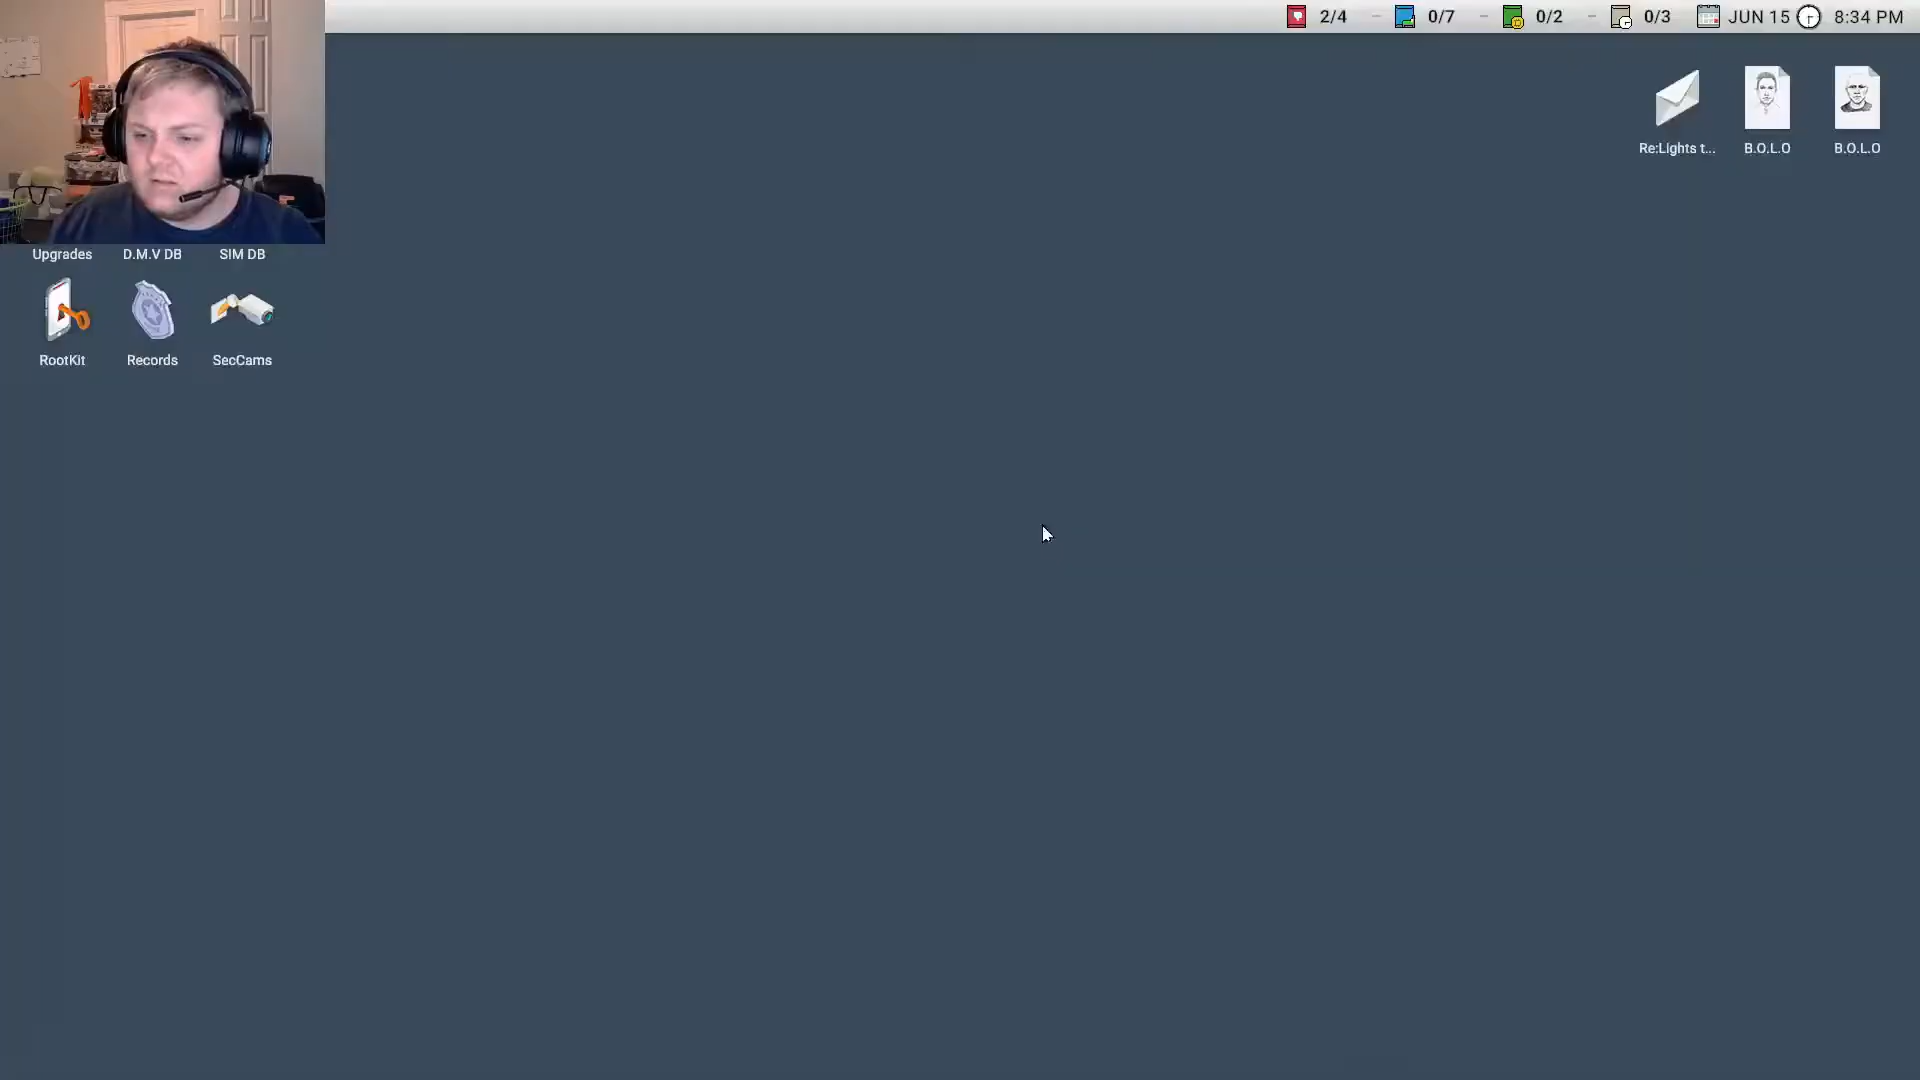 2/4 – 0/7 – 0/2 – 0/3 JUN 15 8:34 PM
Re:Lights t... B.O.L.O B.O.L.O
Upgrades D.M.V DB SIM DB
RootKit Records SecCams